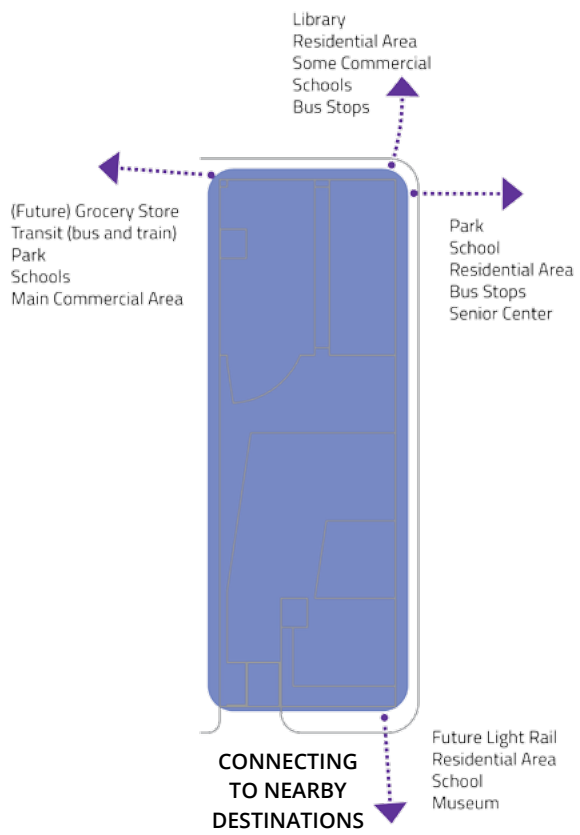 Library
Residential Area
Some Commercial
Schools
Bus Stops
(Future) Grocery Store
Transit (bus and train)
Park
Schools
Main Commercial Area
Park
School
Residential Area
Bus Stops
Senior Center
Future Light Rail
Residential Area
School
Museum
CONNECTING
TO NEARBY
DESTINATIONS